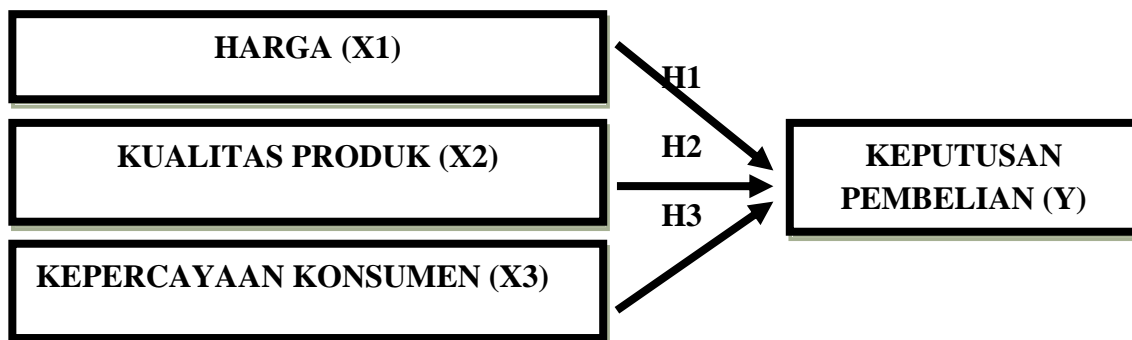 HARGA (X1)
H1
KUALITAS PRODUK (X2)
H2
KEPUTUSAN
PEMBELIAN (Y)
H3
KEPERCAYAAN KONSUMEN (X3)